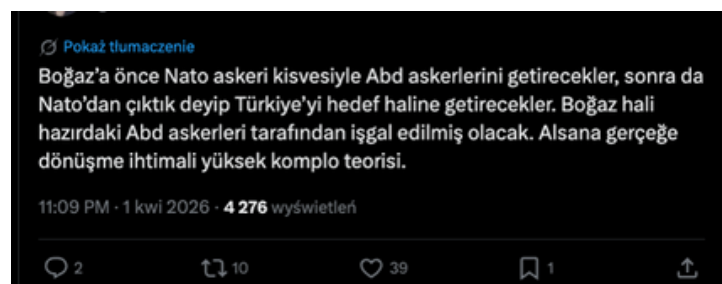 Pokaż tłumaczenie
Boğaz’a önce Nato askeri kisvesiyle Abd askerlerini getirecekler, sonra da
Nato’dan çıktık deyip Türkiye’yi hedef haline getirecekler. Boğaz hali
hazırdaki Abd askerleri tarafından işgal edilmiş olacak. Alsana gerçeğe
dönüşme ihtimali yüksek komplo teorisi.
11:09 PM · 1 kwi 2026 · 4 276 wyświetleń
2 10 39 1